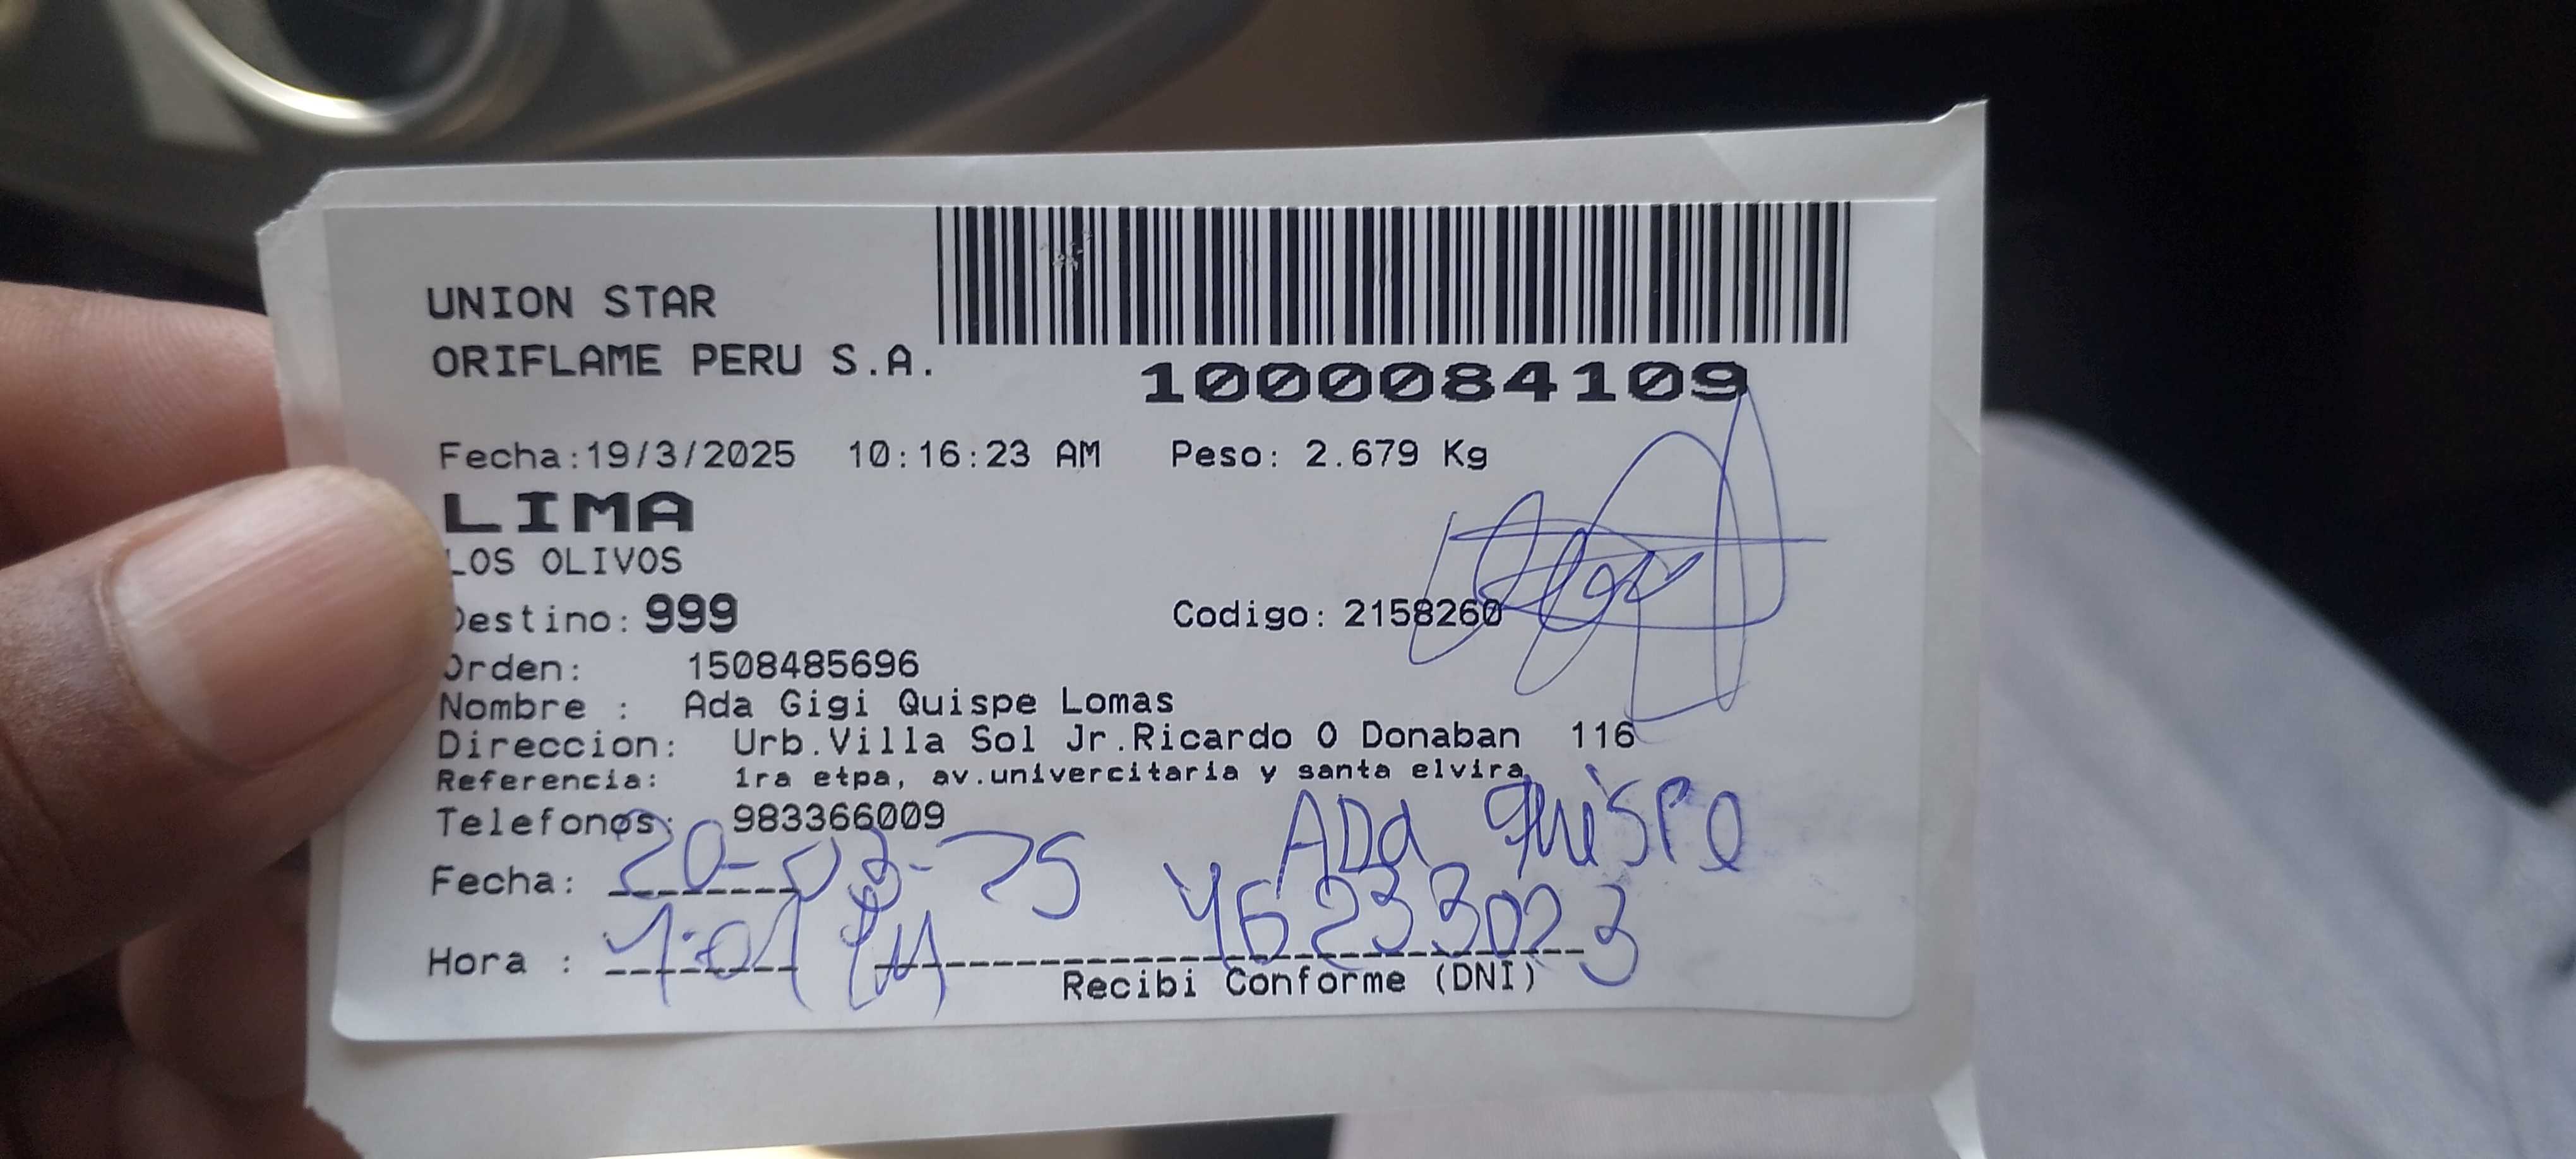 UNION STAR
ORIFLAME PERU S.A.
1000084109
Fecha:19/3/2025 10:16:23 AM Peso: 2.679 Kg
LIMA
LOS OLIVOS
Destino: 999 Codigo: 2158260
Orden: 1508485696
Nombre : Ada Gigi Quispe Lomas
Direccion: Urb.Villa Sol Jr.Ricardo O Donaban 116
Referencia: 1ra etpa, av.univercitaria y santa elvira
Telefonos: 983366009
ADa Quispe
Fecha: 20-03-25
46233023
Hora : 1:01 PM
Recibi Conforme (DNI)